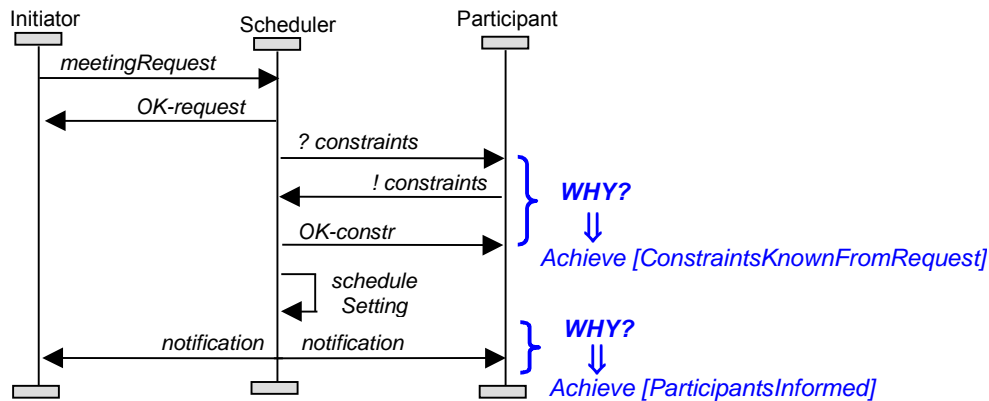 Initiator
Scheduler
Participant
meetingRequest
OK-request
? constraints
! constraints
WHY?
⇓
OK-constr
Achieve [ConstraintsKnownFromRequest]
schedule
Setting
WHY?
⇓
notification
notification
Achieve [ParticipantsInformed]